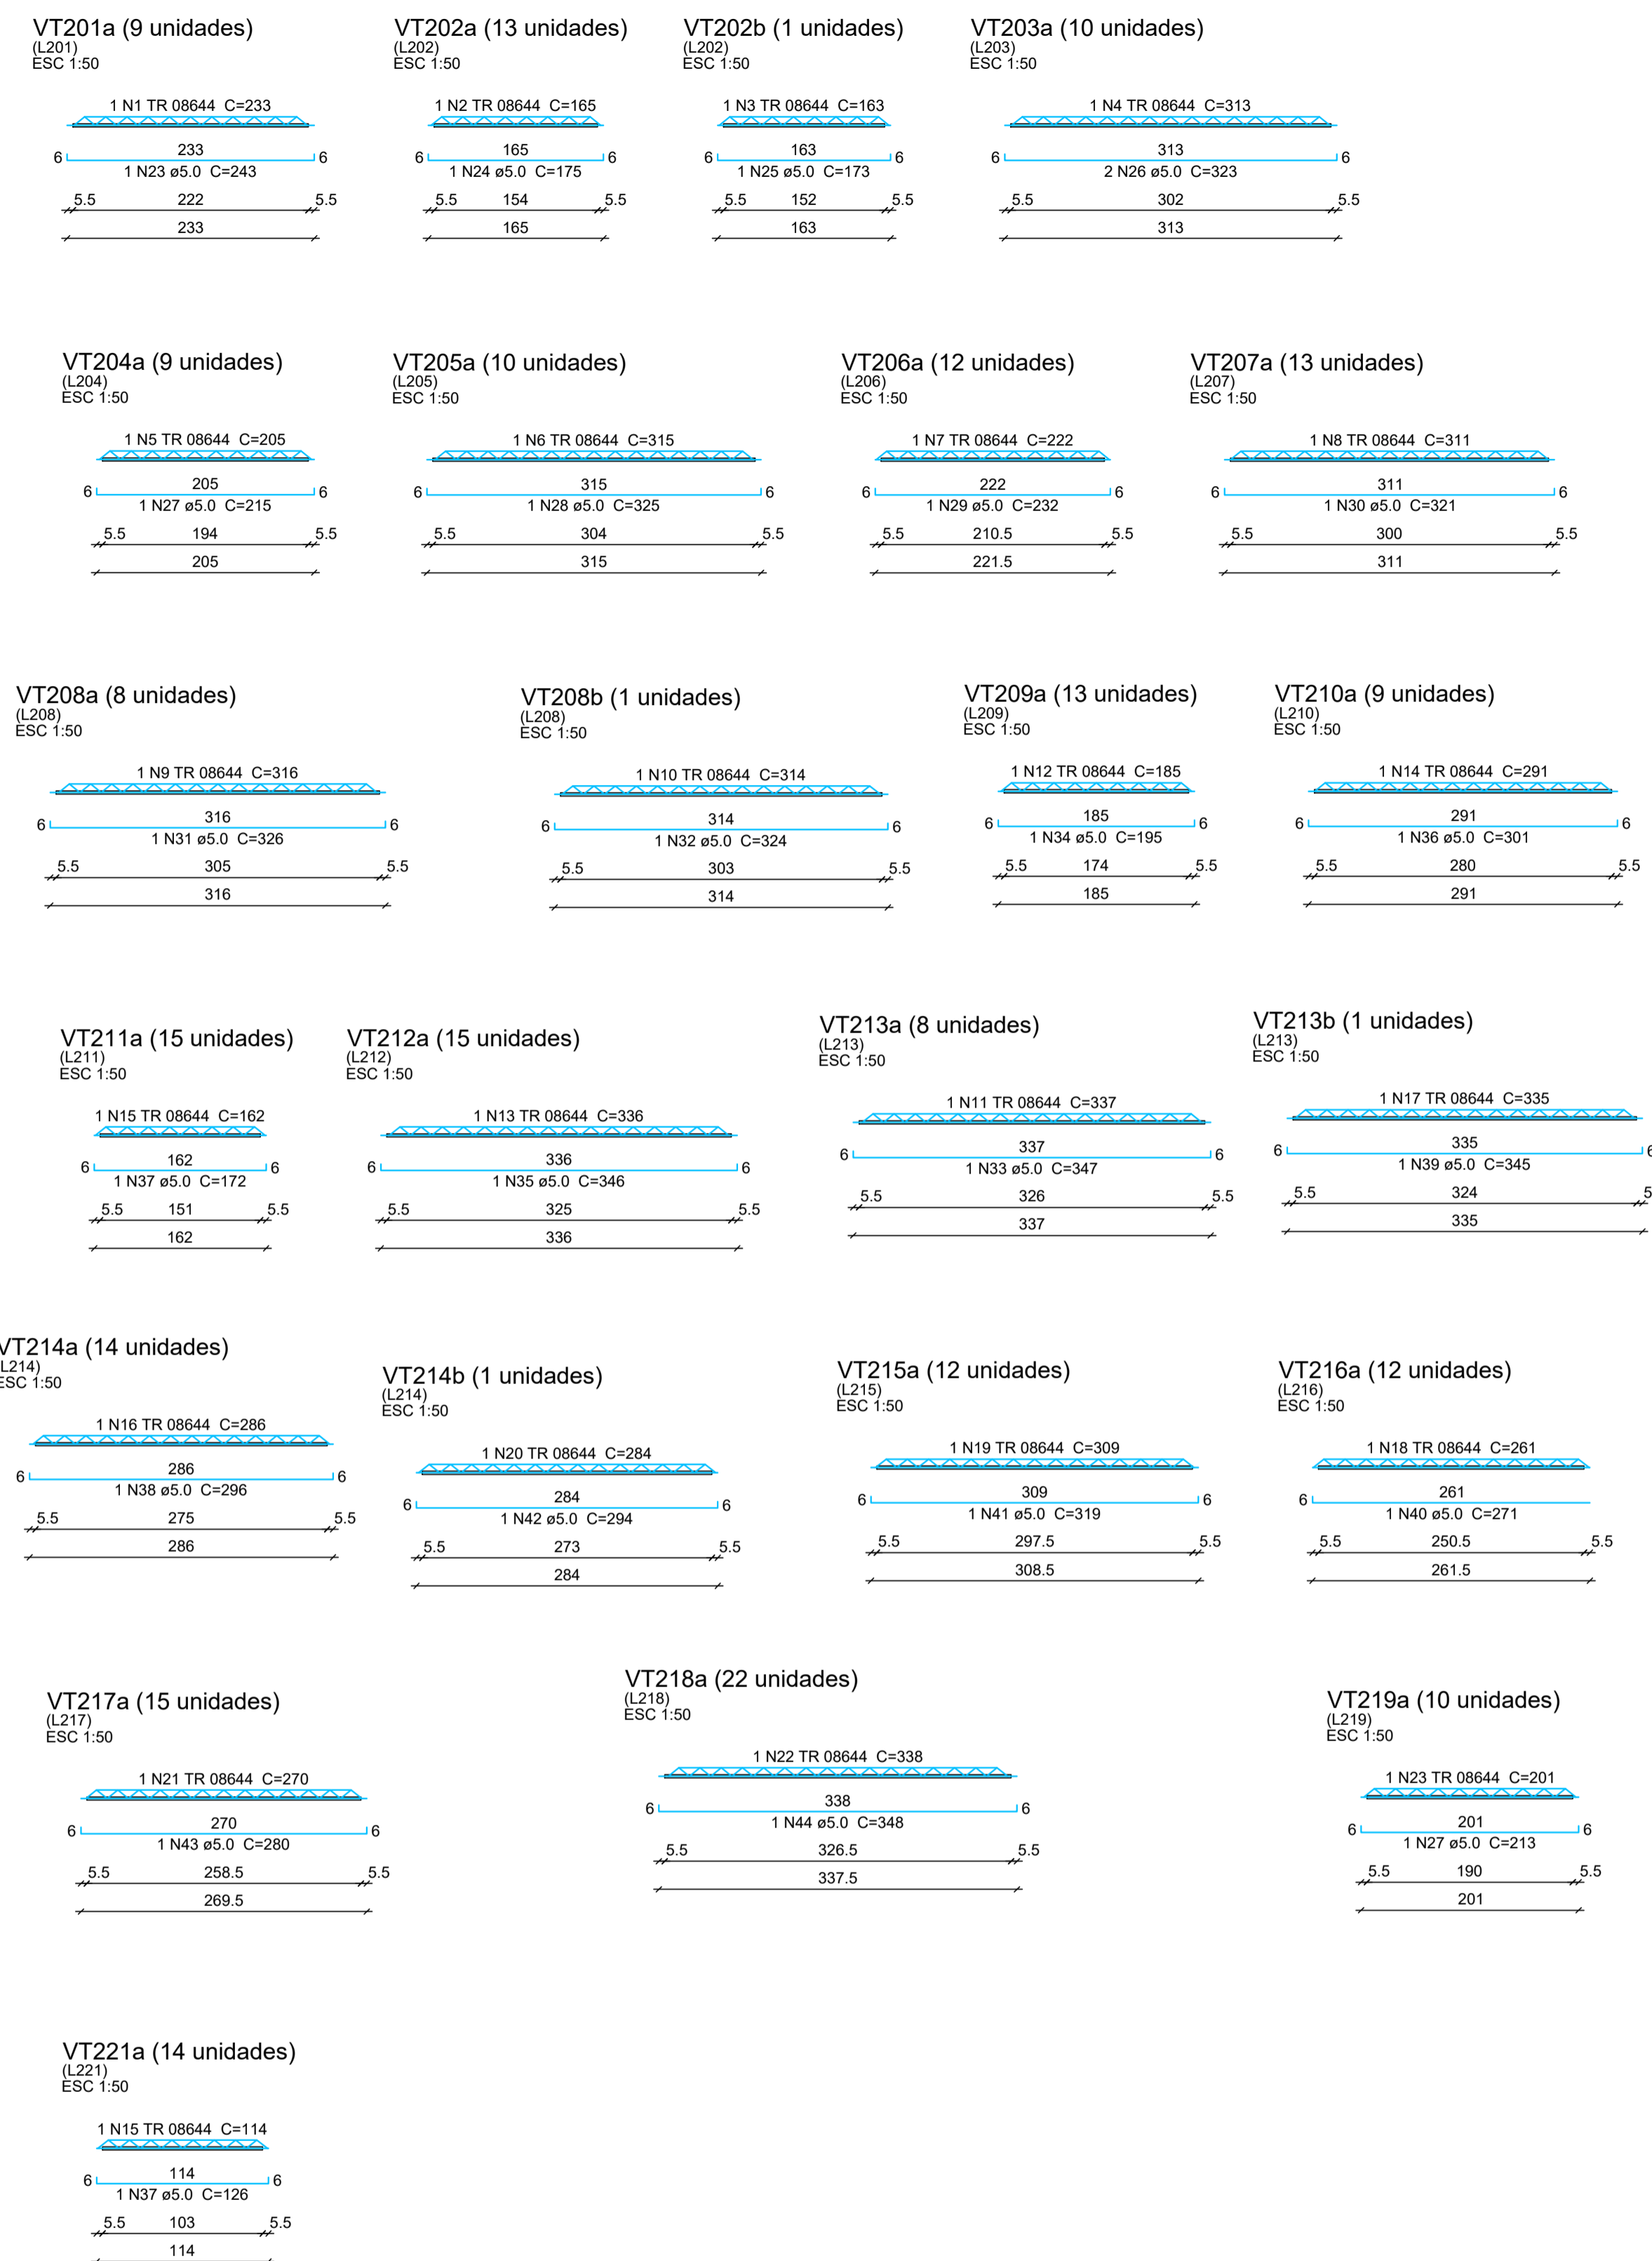 VT201a (9 unidades)
(L201)
ESC 1:50
1 N1 TR 08644 C=233
233
6 6
1 N23 ø5.0 C=243
5.5 222 5.5
233
VT202a (13 unidades)
(L202)
ESC 1:50
1 N2 TR 08644 C=165
165
6 6
1 N24 ø5.0 C=175
5.5 154 5.5
165
VT202b (1 unidades)
(L202)
ESC 1:50
1 N3 TR 08644 C=163
163
6 6
1 N25 ø5.0 C=173
5.5 152 5.5
163
VT203a (10 unidades)
(L203)
ESC 1:50
1 N4 TR 08644 C=313
313
6 6
2 N26 ø5.0 C=323
5.5 302 5.5
313
VT204a (9 unidades)
(L204)
ESC 1:50
1 N5 TR 08644 C=205
205
6 6
1 N27 ø5.0 C=215
5.5 194 5.5
205
VT205a (10 unidades)
(L205)
ESC 1:50
1 N6 TR 08644 C=315
315
6 6
1 N28 ø5.0 C=325
5.5 304 5.5
315
VT206a (12 unidades)
(L206)
ESC 1:50
1 N7 TR 08644 C=222
222
6 6
1 N29 ø5.0 C=232
5.5 210.5 5.5
221.5
VT207a (13 unidades)
(L207)
ESC 1:50
1 N8 TR 08644 C=311
311
6 6
1 N30 ø5.0 C=321
5.5 300 5.5
311
VT208a (8 unidades)
(L208)
ESC 1:50
1 N9 TR 08644 C=316
316
6 6
1 N31 ø5.0 C=326
5.5 305 5.5
316
VT208b (1 unidades)
(L208)
ESC 1:50
1 N10 TR 08644 C=314
314
6 6
1 N32 ø5.0 C=324
5.5 303 5.5
314
VT209a (13 unidades)
(L209)
ESC 1:50
1 N12 TR 08644 C=185
185
6 6
1 N34 ø5.0 C=195
5.5 174 5.5
185
VT210a (9 unidades)
(L210)
ESC 1:50
1 N14 TR 08644 C=291
291
6 6
1 N36 ø5.0 C=301
5.5 280 5.5
291
VT211a (15 unidades)
(L211)
ESC 1:50
1 N15 TR 08644 C=162
162
6 6
1 N37 ø5.0 C=172
5.5 151 5.5
162
VT212a (15 unidades)
(L212)
ESC 1:50
1 N13 TR 08644 C=336
336
6 6
1 N35 ø5.0 C=346
5.5 325 5.5
336
VT213a (8 unidades)
(L213)
ESC 1:50
1 N11 TR 08644 C=337
337
6 6
1 N33 ø5.0 C=347
5.5 326 5.5
337
VT213b (1 unidades)
(L213)
ESC 1:50
1 N17 TR 08644 C=335
335
6 6
1 N39 ø5.0 C=345
5.5 324 5
335
VT214a (14 unidades)
(L214)
ESC 1:50
1 N16 TR 08644 C=286
286
6 6
1 N38 ø5.0 C=296
5.5 275 5.5
286
VT214b (1 unidades)
(L214)
ESC 1:50
1 N20 TR 08644 C=284
284
6 6
1 N42 ø5.0 C=294
5.5 273 5.5
284
VT215a (12 unidades)
(L215)
ESC 1:50
1 N19 TR 08644 C=309
309
6 6
1 N41 ø5.0 C=319
5.5 297.5 5.5
308.5
VT216a (12 unidades)
(L216)
ESC 1:50
1 N18 TR 08644 C=261
261
6
1 N40 ø5.0 C=271
5.5 250.5 5.5
261.5
VT217a (15 unidades)
(L217)
ESC 1:50
1 N21 TR 08644 C=270
270
6 6
1 N43 ø5.0 C=280
5.5 258.5 5.5
269.5
VT218a (22 unidades)
(L218)
ESC 1:50
1 N22 TR 08644 C=338
338
6 6
1 N44 ø5.0 C=348
5.5 326.5 5.5
337.5
VT219a (10 unidades)
(L219)
ESC 1:50
1 N23 TR 08644 C=201
201
6 6
1 N27 ø5.0 C=213
5.5 190 5.5
201
VT221a (14 unidades)
(L221)
ESC 1:50
1 N15 TR 08644 C=114
114
6 6
1 N37 ø5.0 C=126
5.5 103 5.5
114